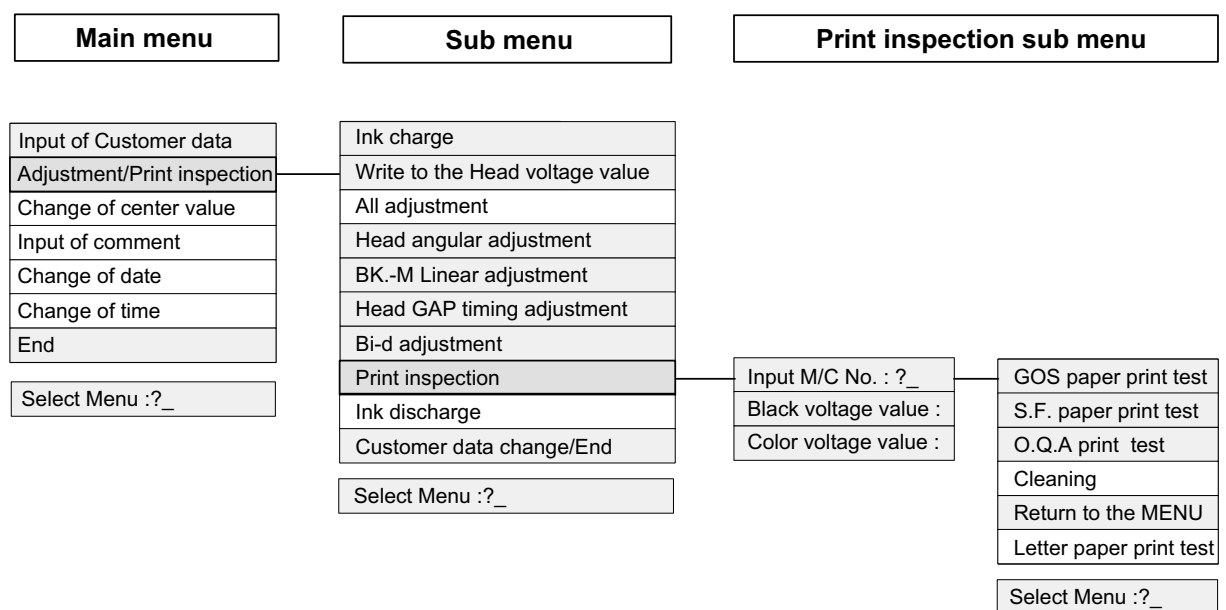 Main menu
Sub menu
Print inspection sub menu
Input of Customer data
Adjustment/Print inspection
Change of center value
Input of comment
Change of date
Change of time
End
Select Menu :?_
Ink charge
Write to the Head voltage value
All adjustment
Head angular adjustment
BK.-M Linear adjustment
Head GAP timing adjustment
Bi-d adjustment
Print inspection
Ink discharge
Customer data change/End
Select Menu :?_
Input M/C No. : ?_
Black voltage value :
Color voltage value :
GOS paper print test
S.F. paper print test
O.Q.A print test
Cleaning
Return to the MENU
Letter paper print test
Select Menu :?_